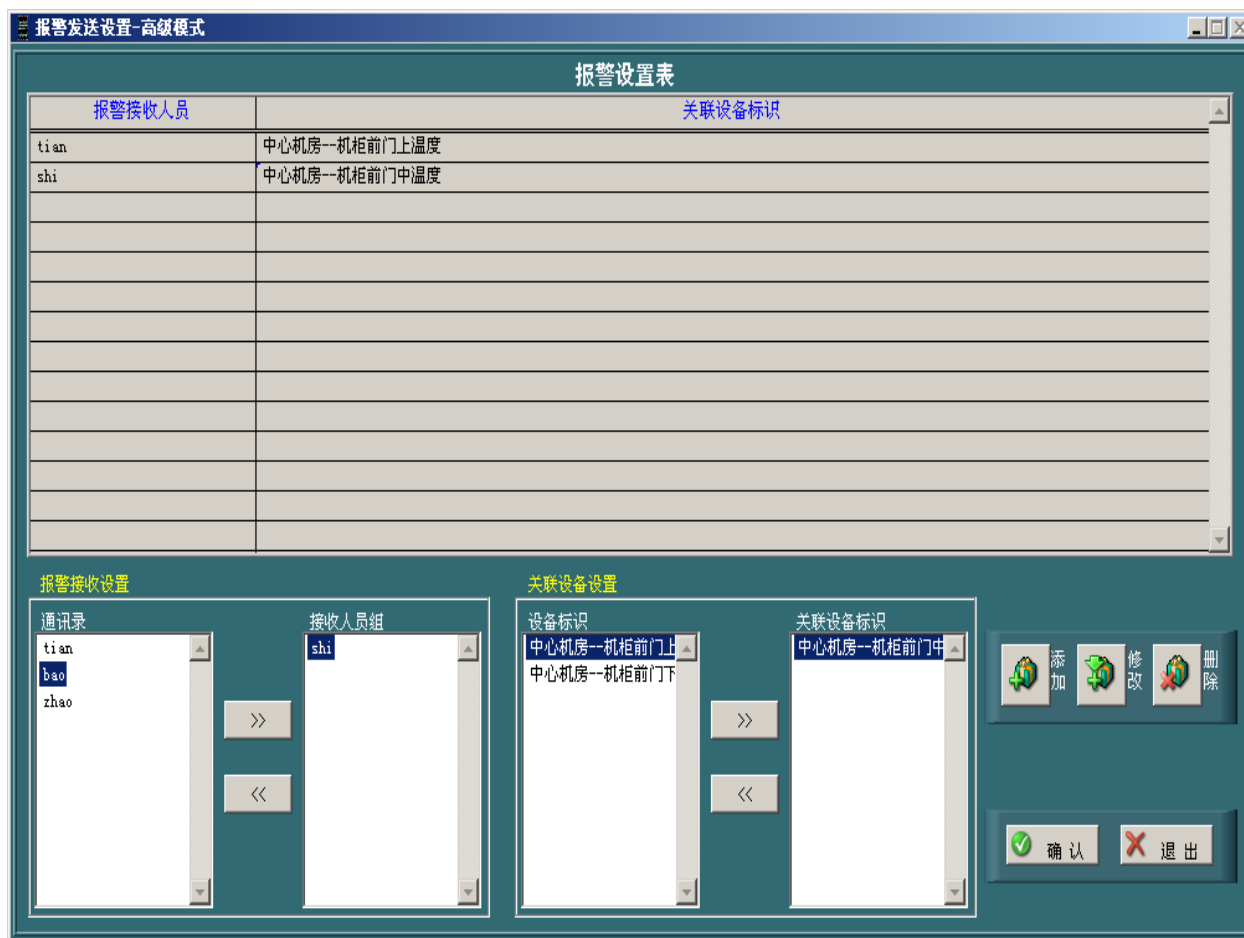 报警发送设置-高级模式
报警设置表
报警接收人员 关联设备标识
tian 中心机房--机柜前门上温度
shi 中心机房--机柜前门中温度
报警接收设置 关联设备设置
通讯录 接收人员组 设备标识 关联设备标识
tian shi 中心机房--机柜前门上 中心机房--机柜前门中
bao 中心机房--机柜前门下
zhao
>> >>
<< <<
添加 修改 删除
确认 退出